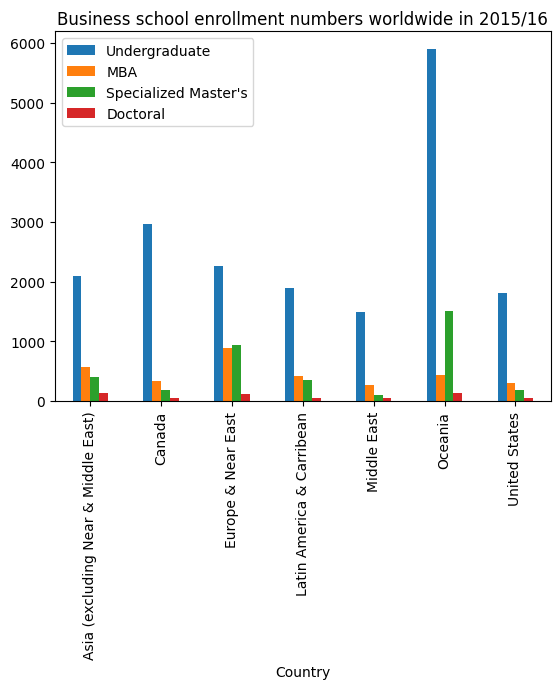 Business school enrollment numbers worldwide in 2015/16
Undergraduate
MBA
Specialized Master's
Doctoral
6000
5000
4000
3000
2000
1000
0
Asia (excluding Near & Middle East)
Canada
Europe & Near East
Latin America & Carribean
Middle East
Oceania
United States
Country